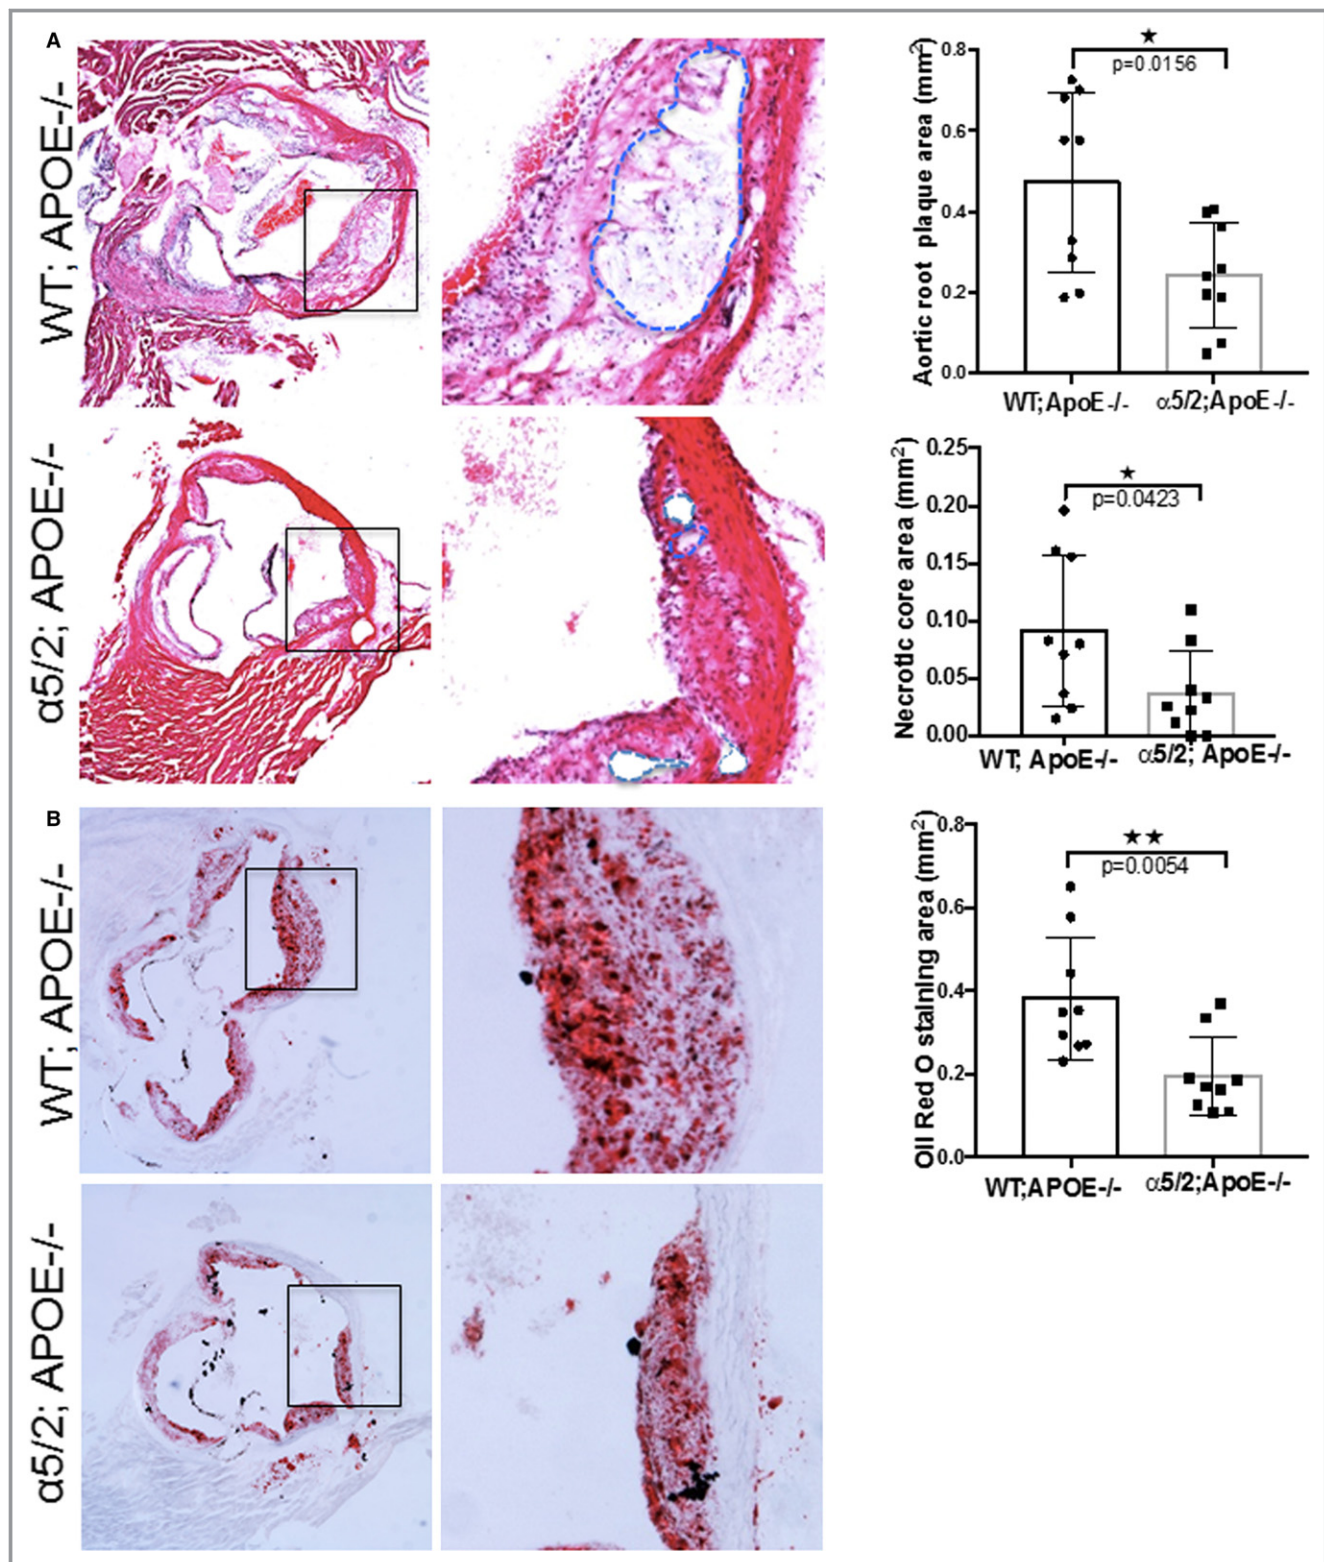 A
WT; APOE-/-
α5/2; APOE-/-
Aortic root plaque area (mm²)
0.8
0.6
0.4
0.2
0.0
★
p=0.0156
WT;ApoE-/- α5/2;ApoE-/-
Necrotic core area (mm²)
0.25
0.20
0.15
0.10
0.05
0.00
★
p=0.0423
WT; ApoE-/- α5/2; ApoE-/-
B
WT; APOE-/-
α5/2; APOE-/-
Oil Red O staining area (mm²)
0.8
0.6
0.4
0.2
0.0
★★
p=0.0054
WT;APOE-/- α5/2;ApoE-/-